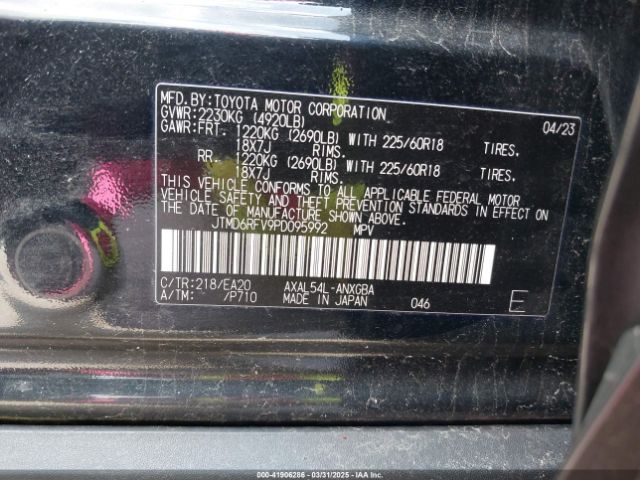 MFD.BY: TOYOTA MOTOR CORPORATION 04/23
GVWR: 2230KG (4920LB)
GAWR: FRT. 1220KG (2690LB) WITH 225/60R18 TIRES.
18X7J RIMS.
RR. 1220KG (2690LB) WITH 225/60R18 TIRES.
18X7J RIMS.
THIS VEHICLE CONFORMS TO ALL APPLICABLE FEDERAL MOTOR
VEHICLE SAFETY AND THEFT PREVENTION STANDARDS IN EFFECT
ON THE DATE OF MANUFACTURE SHOWN ABOVE.
JTMD6RFV9PD095992 MPV
C/TR: 218/EA20 AXAL54L-ANXGBA
A/TM: /P710 MADE IN JAPAN 046 E
000-41906286 - 03/31/2025 - IAAI.COM